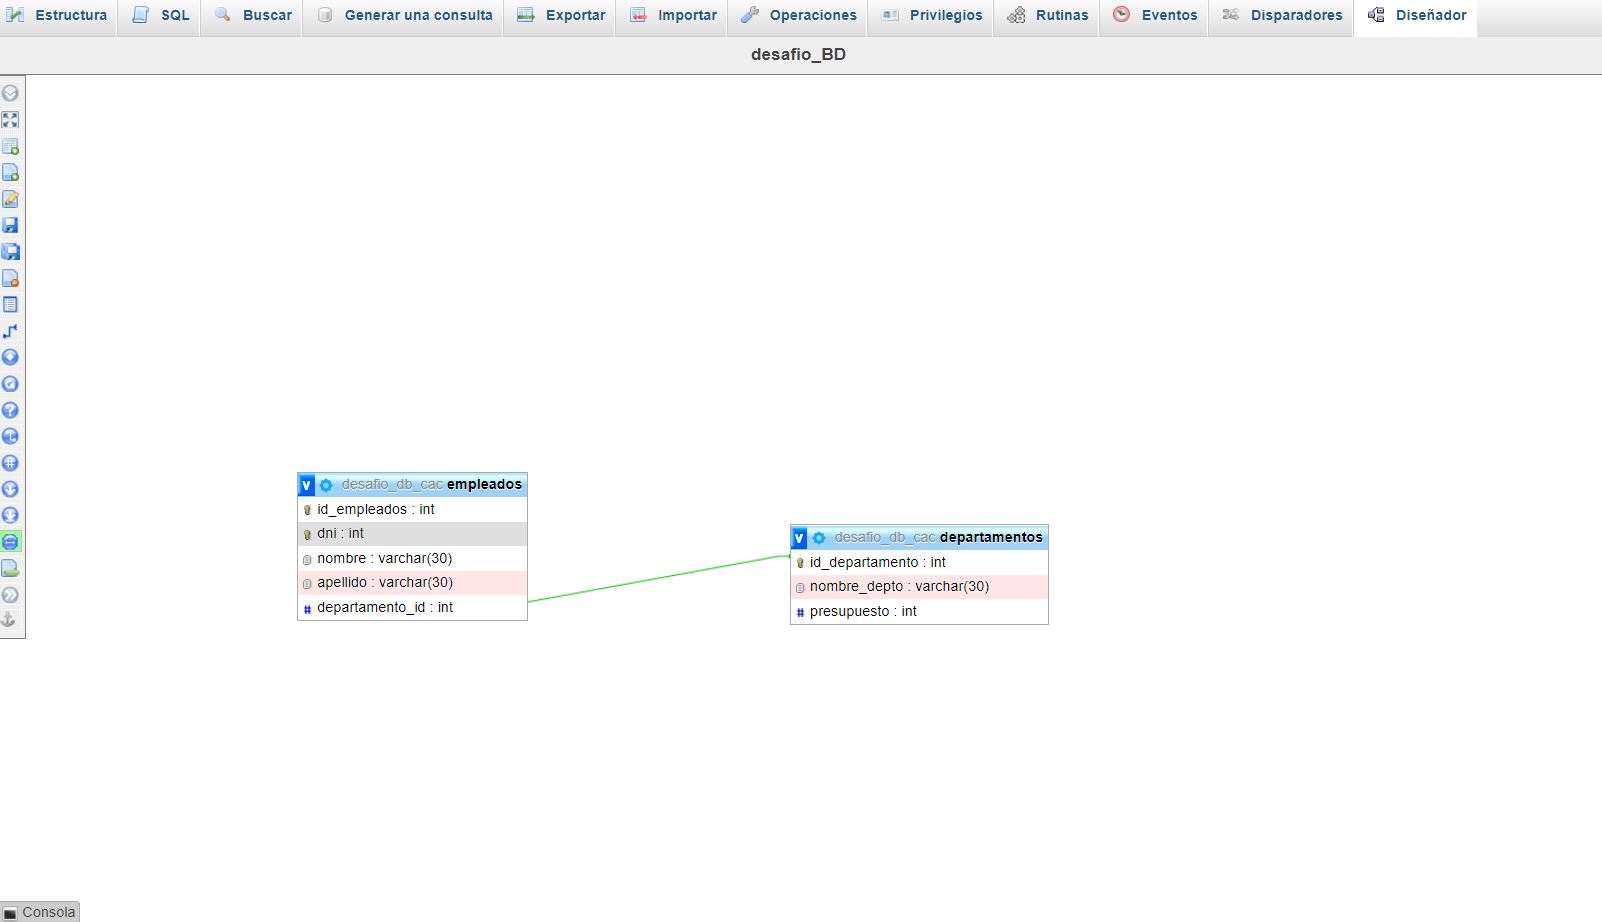 Estructura SQL Buscar Generar una consulta Exportar Importar Operaciones Privilegios Rutinas Eventos Disparadores Diseñador
desafio_BD
desafio_db_cac empleados
id_empleados : int
dni : int
nombre : varchar(30)
apellido : varchar(30)
departamento_id : int
desafio_db_cac departamentos
id_departamento : int
nombre_depto : varchar(30)
presupuesto : int
Consola